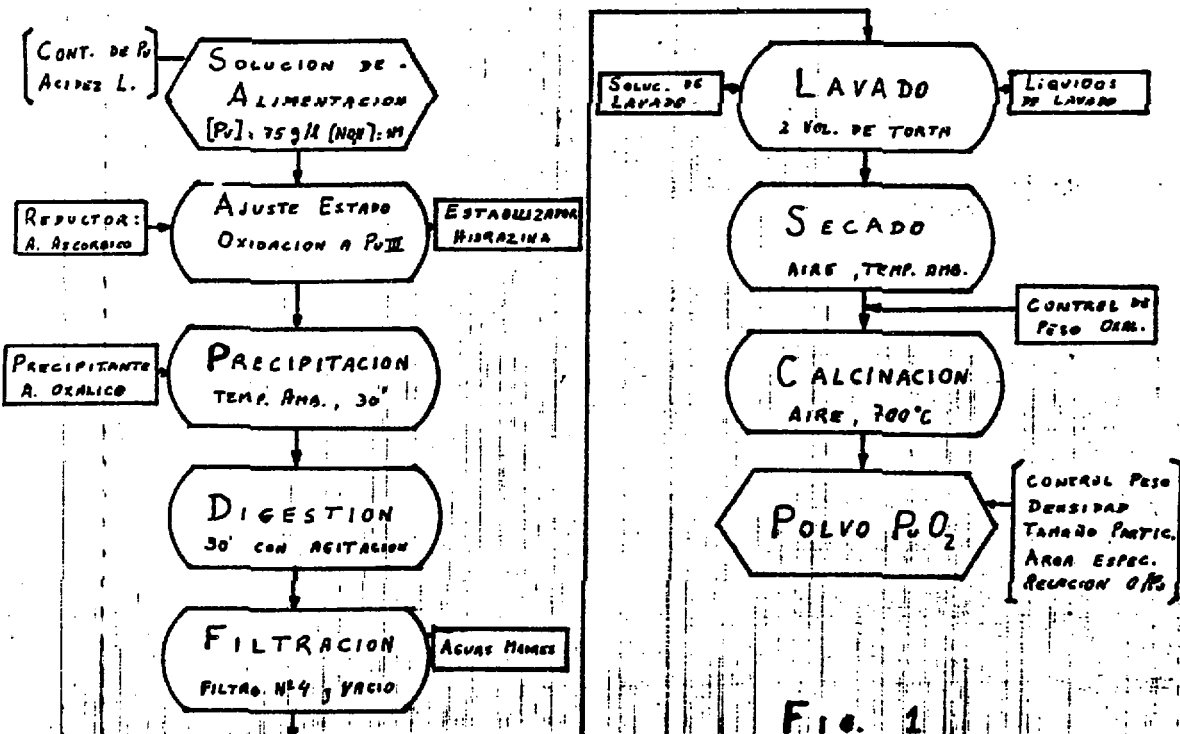 CONT. DE Pu
ACIDEZ L.
SOLUCION DE
ALIMENTACION
[Pu]: 75 g/l [NO3H]: 1M
REDUCTOR:
A. ASCORBICO
AJUSTE ESTADO
OXIDACION A Pu III
ESTABILIZADOR
HIDRAZINA
PRECIPITANTE
A. OXALICO
PRECIPITACION
TEMP. AMB., 30'
DIGESTION
30' CON AGITACION
FILTRACION
FILTRO Nº 4 y VACIO
AGUAS MADRES
SOLUC. DE
LAVADO
LAVADO
2 VOL. DE TORTA
LIQUIDOS
DE LAVADO
SECADO
AIRE, TEMP. AMB.
CONTROL DE
PESO OXAL.
CALCINACION
AIRE, 700°C
POLVO PuO2
CONTROL PESO
DENSIDAD
TAMAÑO PARTIC.
AREA ESPEC.
RELACION O/Pu
FIG. 1